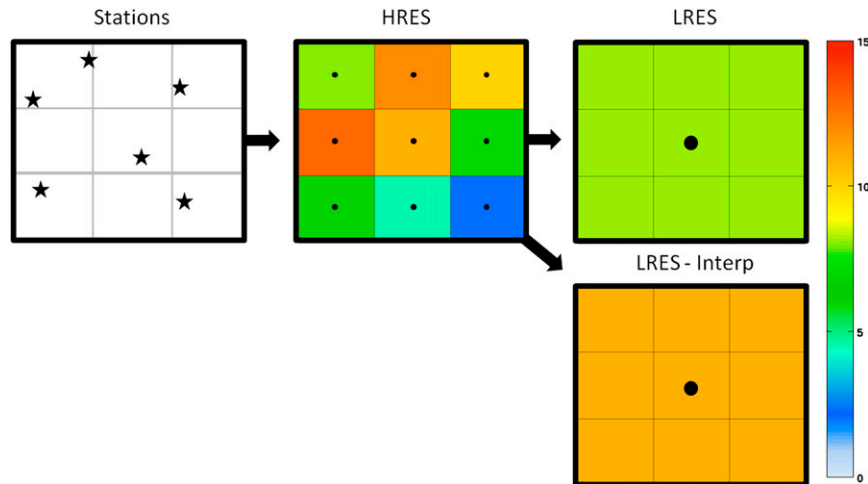 Stations
HRES
LRES
LRES - Interp
15
10
5
0